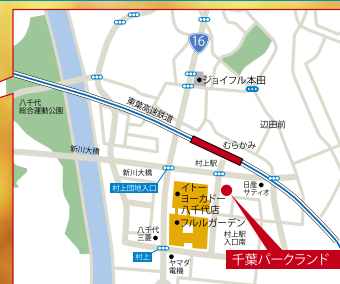 16
ジョイフル本田
八千代
総合運動公園
東葉高速鉄道
辺田前
新川大橋
むらかみ
村上駅
新川大橋
村上団地入口
イトー
ヨーカドー
八千代店
フルルガーデン
日産
サティオ
八千代
三菱
村上駅
入口南
村上
ヤマダ
電機
千葉パークランド